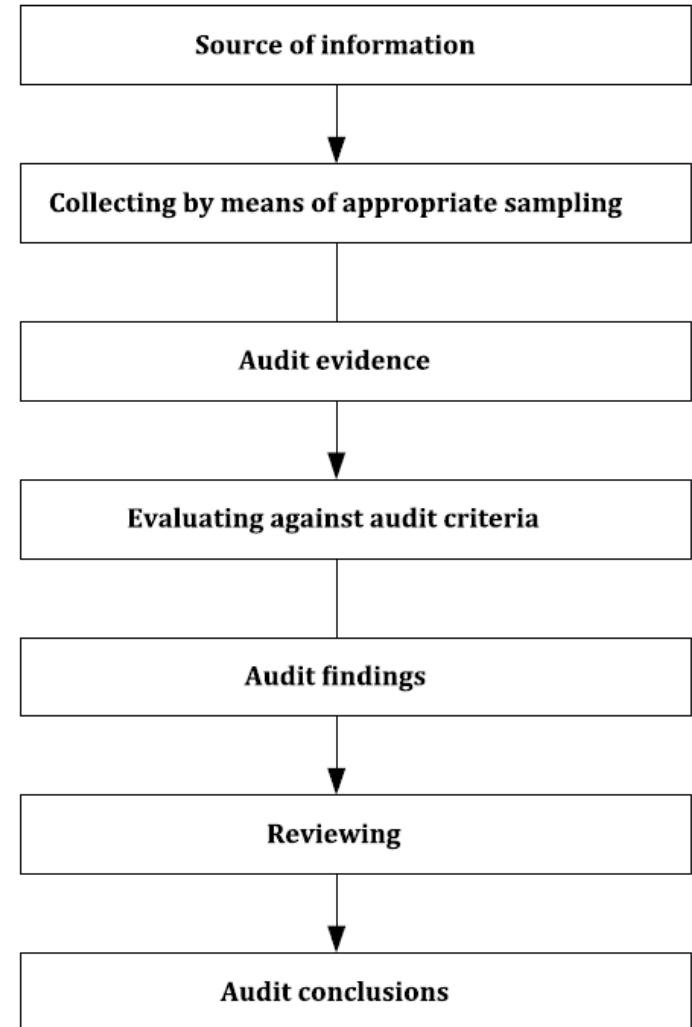 Source of information
Collecting by means of appropriate sampling
Audit evidence
Evaluating against audit criteria
Audit findings
Reviewing
Audit conclusions